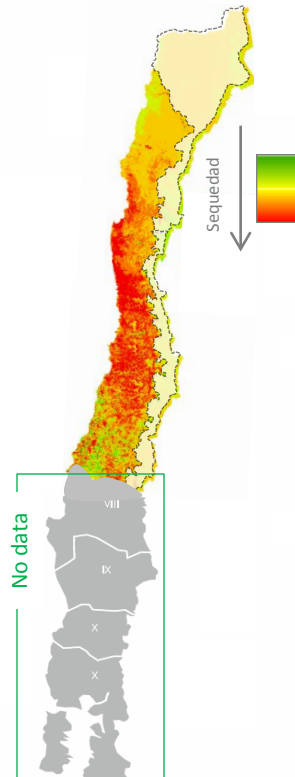 Sequedad
No data
VIII
IX
X
X